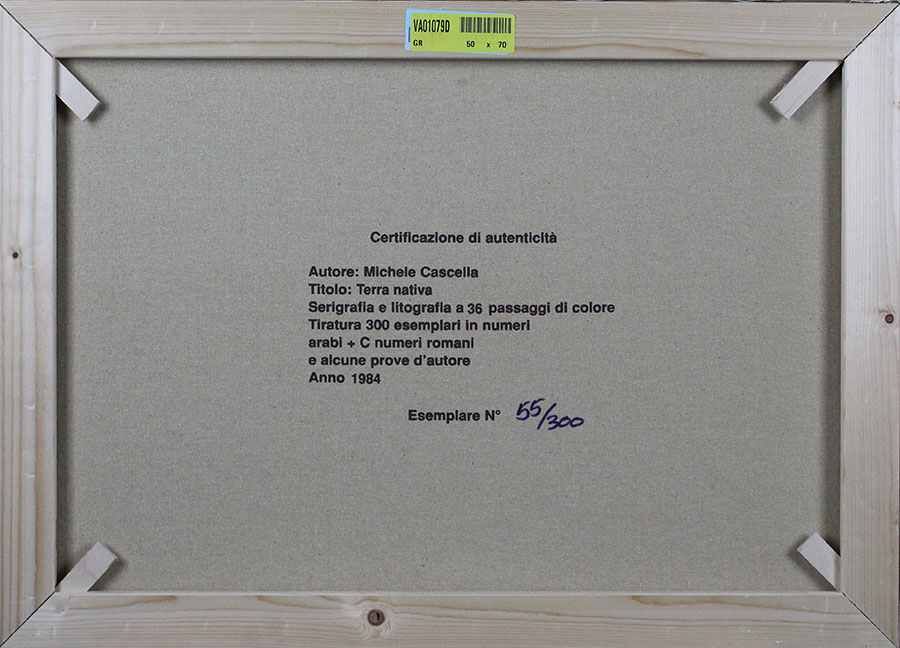 VA01079D
GR 50 x 70
Certificazione di autenticità
Autore: Michele Cascella
Titolo: Terra nativa
Serigrafia e litografia a 36 passaggi di colore
Tiratura 300 esemplari in numeri
arabi + C numeri romani
e alcune prove d'autore
Anno 1984
Esemplare N° 55/300